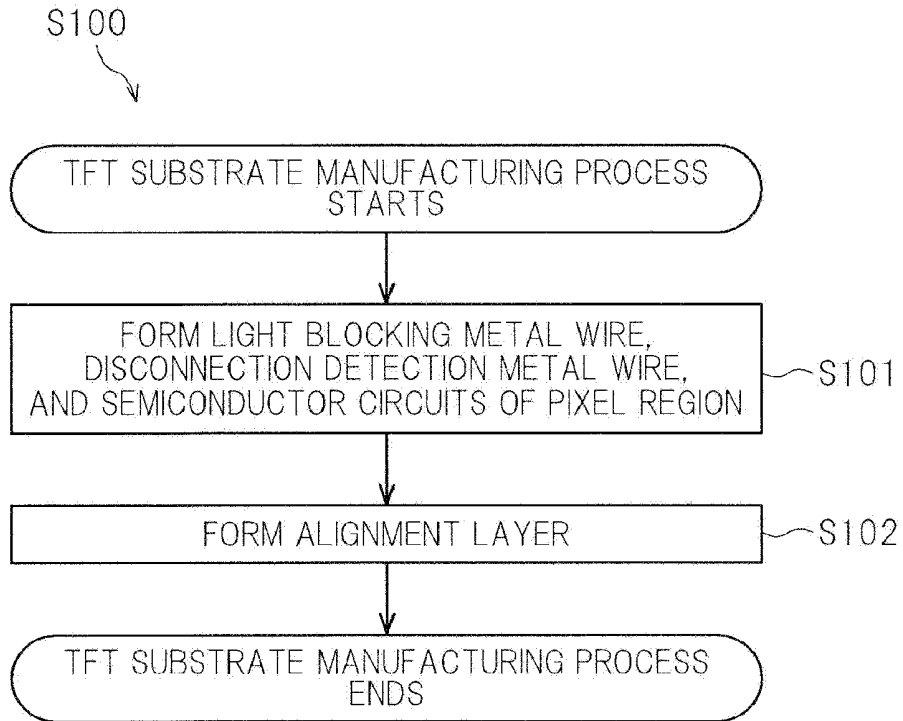 S100
TFT SUBSTRATE MANUFACTURING PROCESS
STARTS
FORM LIGHT BLOCKING METAL WIRE,
DISCONNECTION DETECTION METAL WIRE,
AND SEMICONDUCTOR CIRCUITS OF PIXEL REGION
S101
FORM ALIGNMENT LAYER
S102
TFT SUBSTRATE MANUFACTURING PROCESS
ENDS